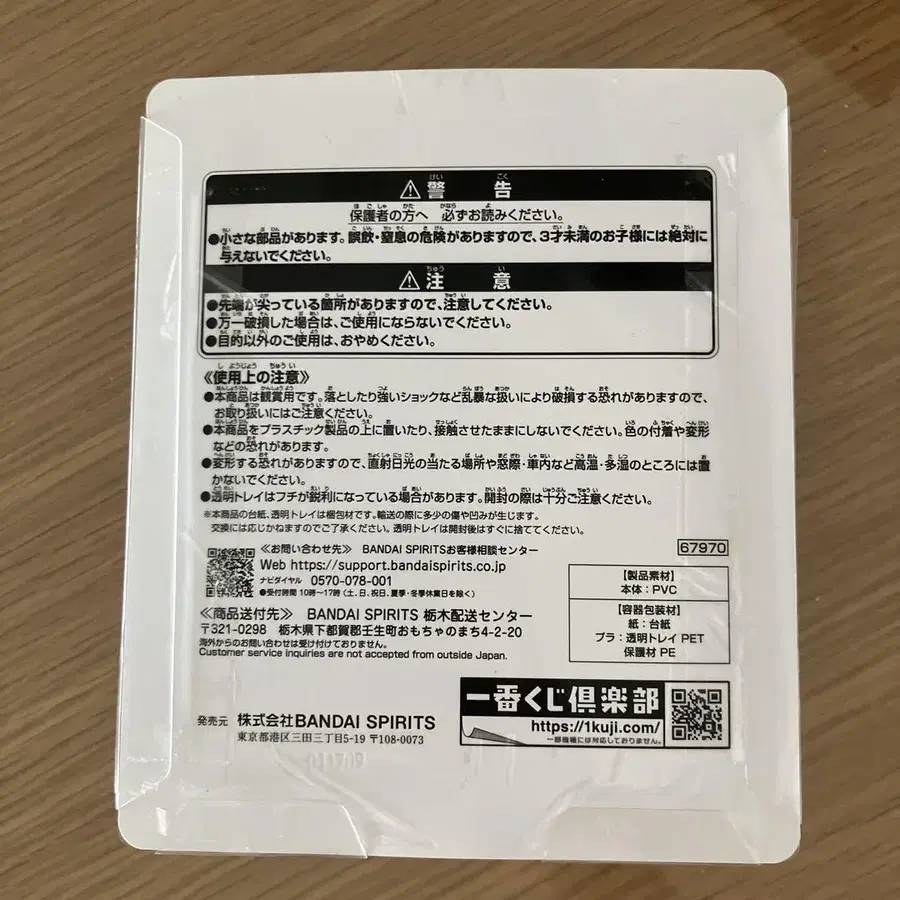 ⚠警告
保護者の方へ 必ずお読みください。
●小さな部品があります。誤飲・窒息の危険がありますので、3才未満のお子様には絶対に
与えないでください。
⚠注意
●先端が尖っている箇所がありますので、注意してください。
●万一破損した場合は、ご使用にならないでください。
●目的以外のご使用は、おやめください。
《使用上の注意》
●本商品は観賞用です。落としたり強いショックなど乱暴な扱いにより破損する恐れがありますので、
お取り扱いにはご注意ください。
●本商品をプラスチック製品の上に置いたり、接触させたままにしないでください。色の付着や変形
などの恐れがあります。
●変形する恐れがありますので、直射日光の当たる場所や窓際・車内など高温・多湿のところには置
かないでください。
●透明トレイはフチが鋭利になっている場合があります。開封の際は十分ご注意ください。
※本商品の台紙、透明トレイは梱包材です。輸送の際に多少の傷や凹みが生じます。
交換には応じかねますのでご了承ください。透明トレイは開封後はすぐに捨ててください。
≪お問い合わせ先≫ BANDAI SPIRITSお客様相談センター
Web https://support.bandaispirits.co.jp
ナビダイヤル 0570-078-001
●受付時間 10時～17時(土、日、祝日、夏季・冬季休業日を除く)
≪商品送付先≫ BANDAI SPIRITS 栃木配送センター
〒321-0298 栃木県下都賀郡壬生町おもちゃのまち4-2-20
海外からのお問い合わせは受け付けておりません。
Customer service inquiries are not accepted from outside Japan.
67970
【製品素材】
本体:PVC
【容器包装材】
紙:台紙
プラ:透明トレイ PET
保護材 PE
一番くじ倶楽部
https://1kuji.com/
一部機種には対応しておりません。
発売元 株式会社BANDAI SPIRITS
東京都港区三田三丁目5-19 〒108-0073